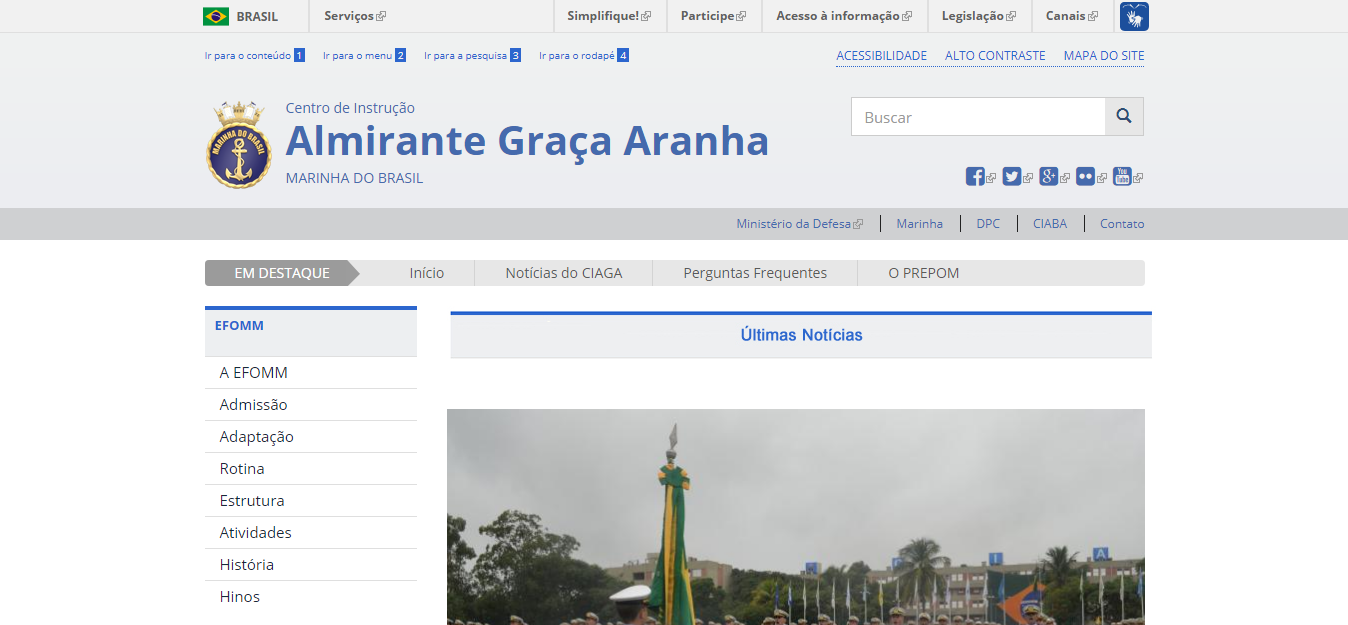 BRASIL Serviços Simplifique! Participe Acesso à informação Legislação Canais
Ir para o conteúdo 1 Ir para o menu 2 Ir para a pesquisa 3 Ir para o rodapé 4
ACESSIBILIDADE ALTO CONTRASTE MAPA DO SITE
MARINHA DO BRASIL
Centro de Instrução
Almirante Graça Aranha
MARINHA DO BRASIL
Buscar
You
Tube
Ministério da Defesa Marinha DPC CIABA Contato
EM DESTAQUE Início Notícias do CIAGA Perguntas Frequentes O PREPOM
EFOMM
A EFOMM
Admissão
Adaptação
Rotina
Estrutura
Atividades
História
Hinos
Últimas Notícias
I A